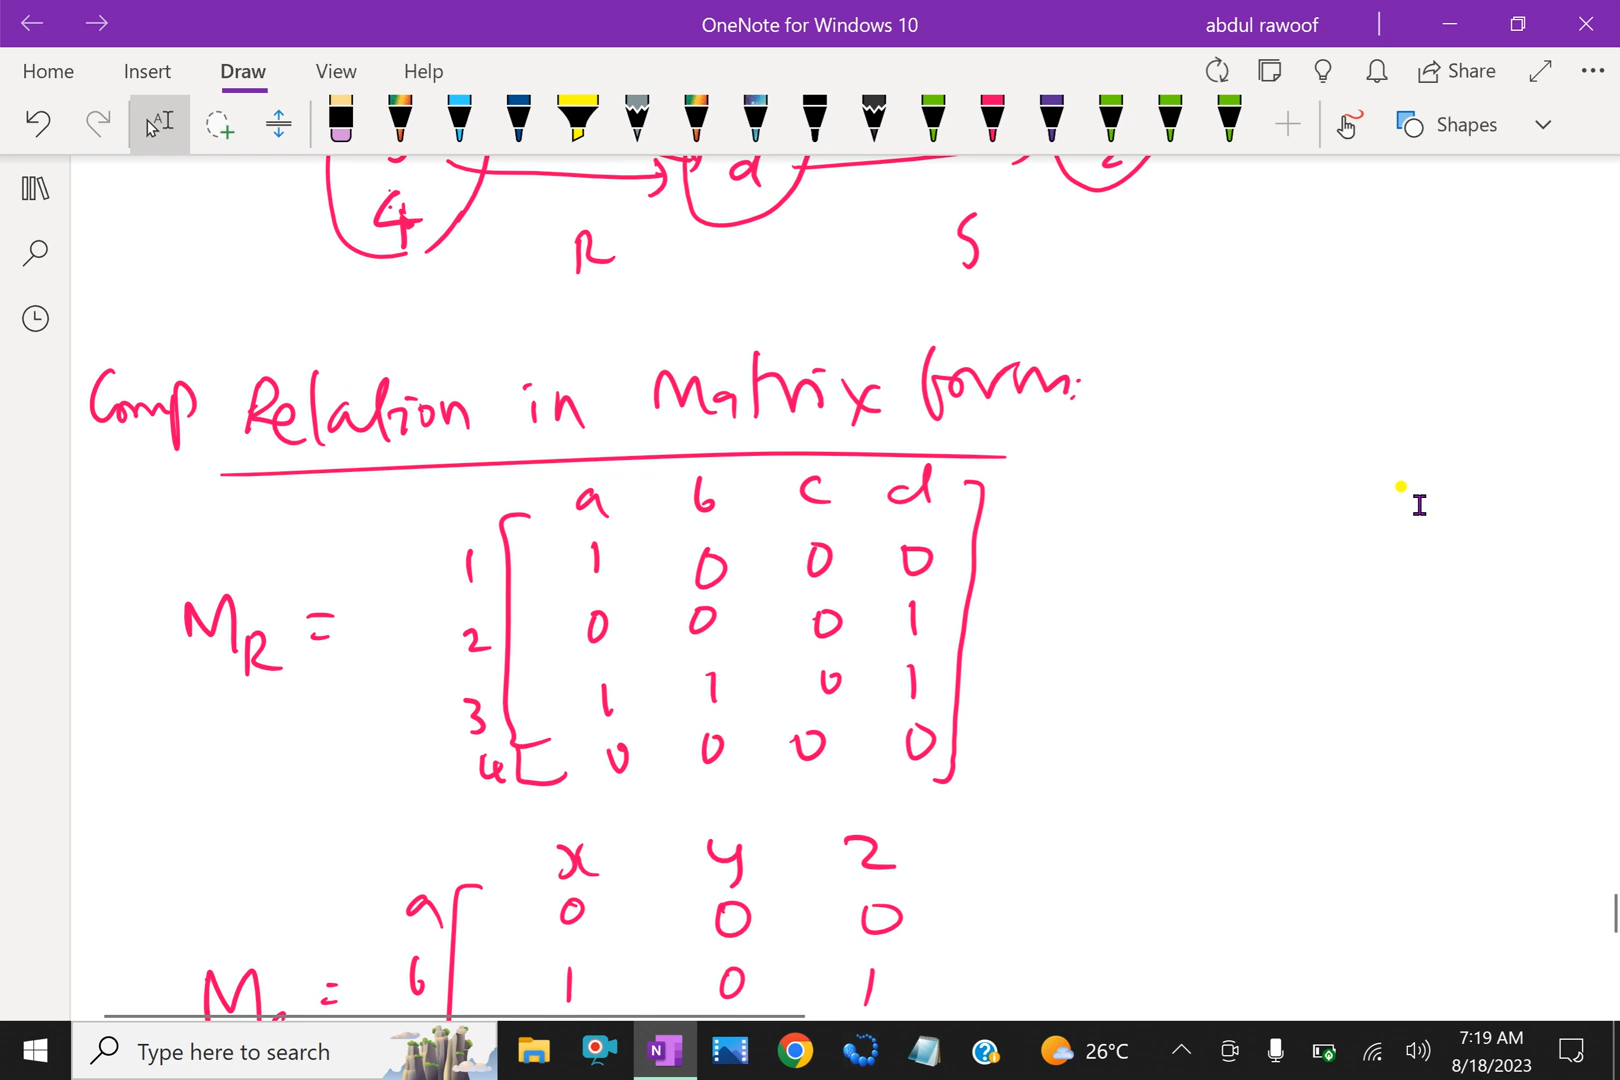 OneNote for Windows 10
abdul rawoof
Home Insert Draw View Help
Share
Shapes
4 d
R S
Comp Relation in Matrix form:
a b c d
1 1 0 0 0
2 0 0 0 1
M_R =
3 1 1 0 1
4 0 0 0 0
x y z
a 0 0 0
b 1 0 1
M =
Type here to search
26°C
7:19 AM
8/18/2023